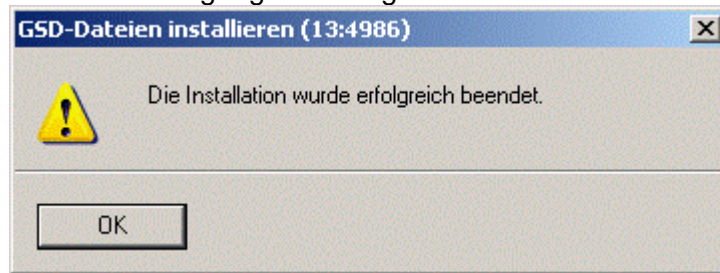 GSD-Dateien installieren (13:4986)
Die Installation wurde erfolgreich beendet.
OK